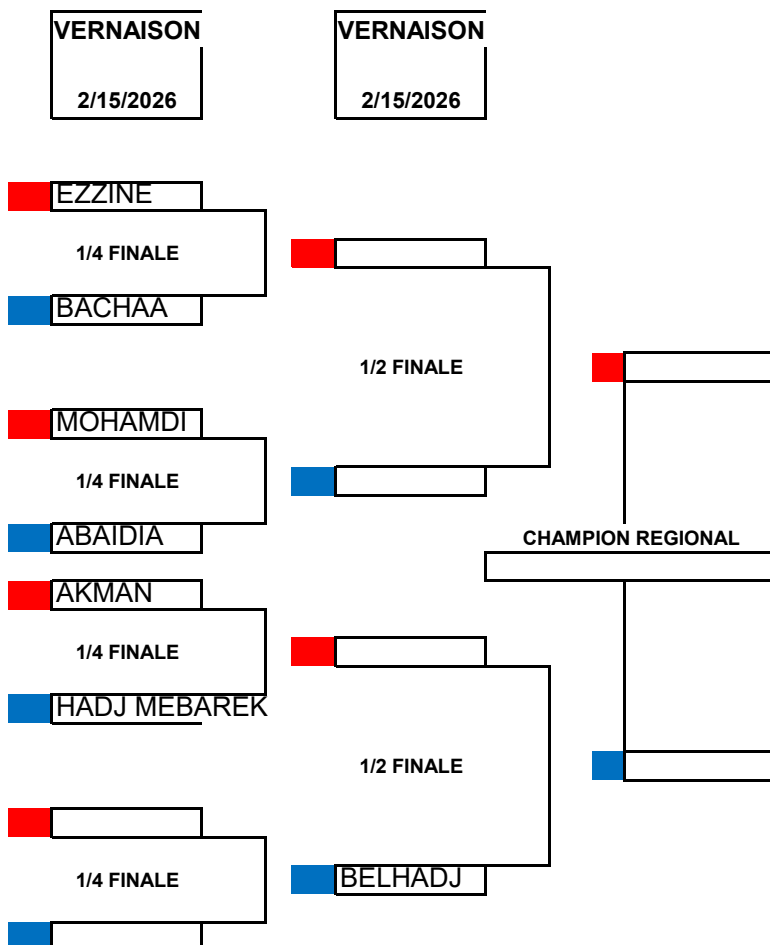 VERNAISON
2/15/2026
VERNAISON
2/15/2026
EZZINE
1/4 FINALE
BACHAA
1/2 FINALE
MOHAMDI
1/4 FINALE
ABAIDIA
CHAMPION REGIONAL
AKMAN
1/4 FINALE
HADJ MEBAREK
1/2 FINALE
1/4 FINALE
BELHADJ